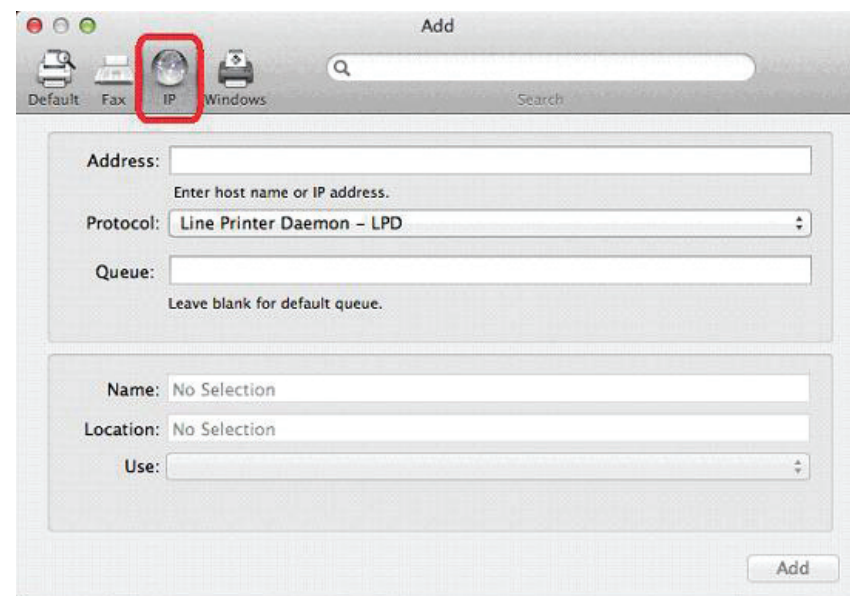 Add
Default Fax IP Windows Search
Address:
Enter host name or IP address.
Protocol: Line Printer Daemon – LPD
Queue:
Leave blank for default queue.
Name: No Selection
Location: No Selection
Use:
Add